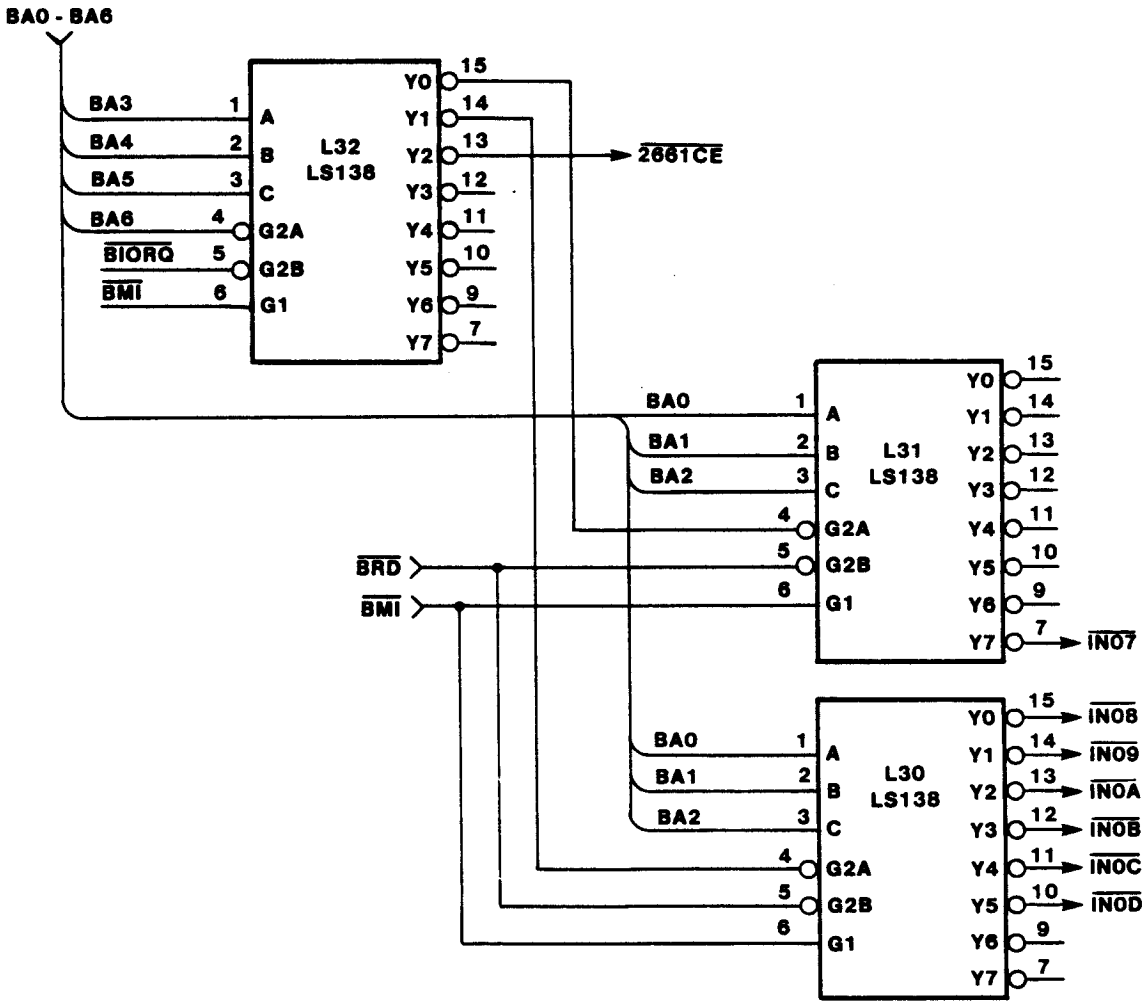 BA0 - BA6
BA3 1 A
BA4 2 B
BA5 3 C
BA6 4 G2A
BIORQ 5 G2B
BMI 6 G1
L32
LS138
Y0 15
Y1 14
Y2 13 2661CE
Y3 12
Y4 11
Y5 10
Y6 9
Y7 7
BA0 1 A
BA1 2 B
BA2 3 C
4 G2A
BRD 5 G2B
BMI 6 G1
L31
LS138
Y0 15
Y1 14
Y2 13
Y3 12
Y4 11
Y5 10
Y6 9
Y7 7 IN07
BA0 1 A
BA1 2 B
BA2 3 C
4 G2A
5 G2B
6 G1
L30
LS138
Y0 15 IN08
Y1 14 IN09
Y2 13 IN0A
Y3 12 IN0B
Y4 11 IN0C
Y5 10 IN0D
Y6 9
Y7 7